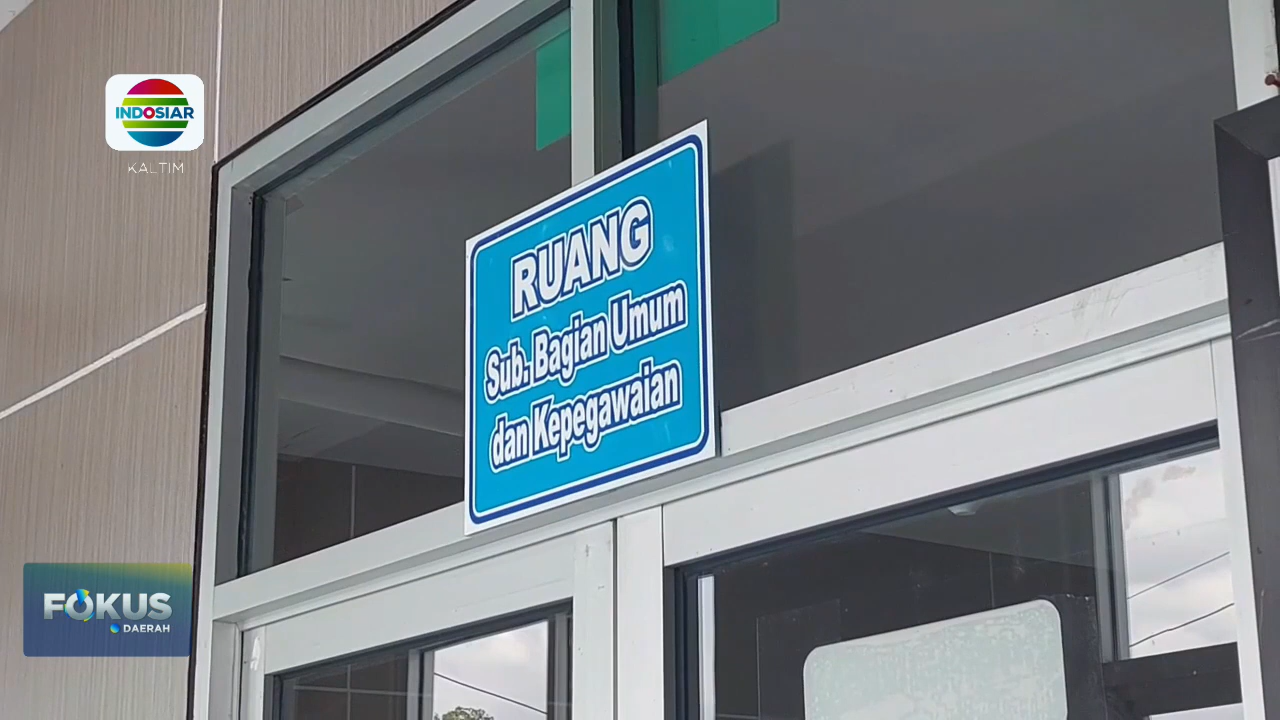 INDOSIAR
KALTIM
RUANG
Sub. Bagian Umum
dan Kepegawaian
FOKUS
DAERAH